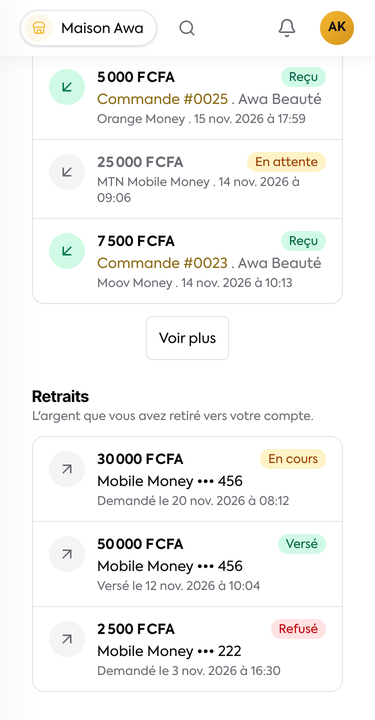 Maison Awa
AK
5 000 FCFA
Reçu
Commande #0025 . Awa Beauté
Orange Money . 15 nov. 2026 à 17:59
25 000 FCFA
En attente
MTN Mobile Money . 14 nov. 2026 à
09:06
7 500 FCFA
Reçu
Commande #0023 . Awa Beauté
Moov Money . 14 nov. 2026 à 10:13
Voir plus
Retraits
L'argent que vous avez retiré vers votre compte.
30 000 FCFA
En cours
Mobile Money ••• 456
Demandé le 20 nov. 2026 à 08:12
50 000 FCFA
Versé
Mobile Money ••• 456
Versé le 12 nov. 2026 à 10:04
2 500 FCFA
Refusé
Mobile Money ••• 222
Demandé le 3 nov. 2026 à 16:30